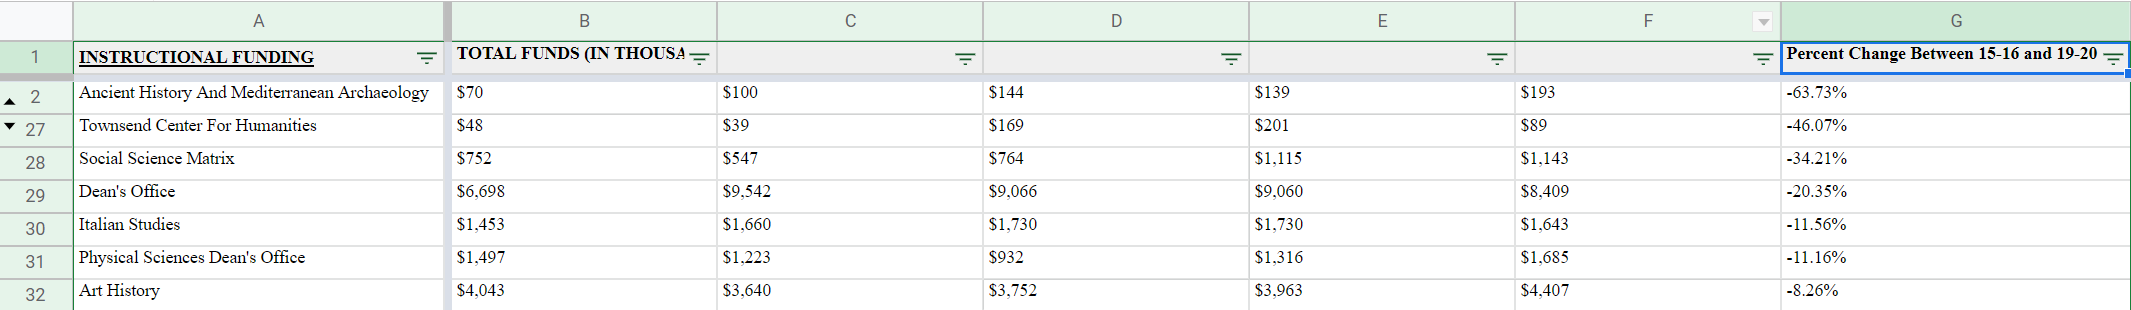 A B C D E F G
1 INSTRUCTIONAL FUNDING TOTAL FUNDS (IN THOUSA Percent Change Between 15-16 and 19-20
2 Ancient History And Mediterranean Archaeology $70 $100 $144 $139 $193 -63.73%
27 Townsend Center For Humanities $48 $39 $169 $201 $89 -46.07%
28 Social Science Matrix $752 $547 $764 $1,115 $1,143 -34.21%
29 Dean's Office $6,698 $9,542 $9,066 $9,060 $8,409 -20.35%
30 Italian Studies $1,453 $1,660 $1,730 $1,730 $1,643 -11.56%
31 Physical Sciences Dean's Office $1,497 $1,223 $932 $1,316 $1,685 -11.16%
32 Art History $4,043 $3,640 $3,752 $3,963 $4,407 -8.26%